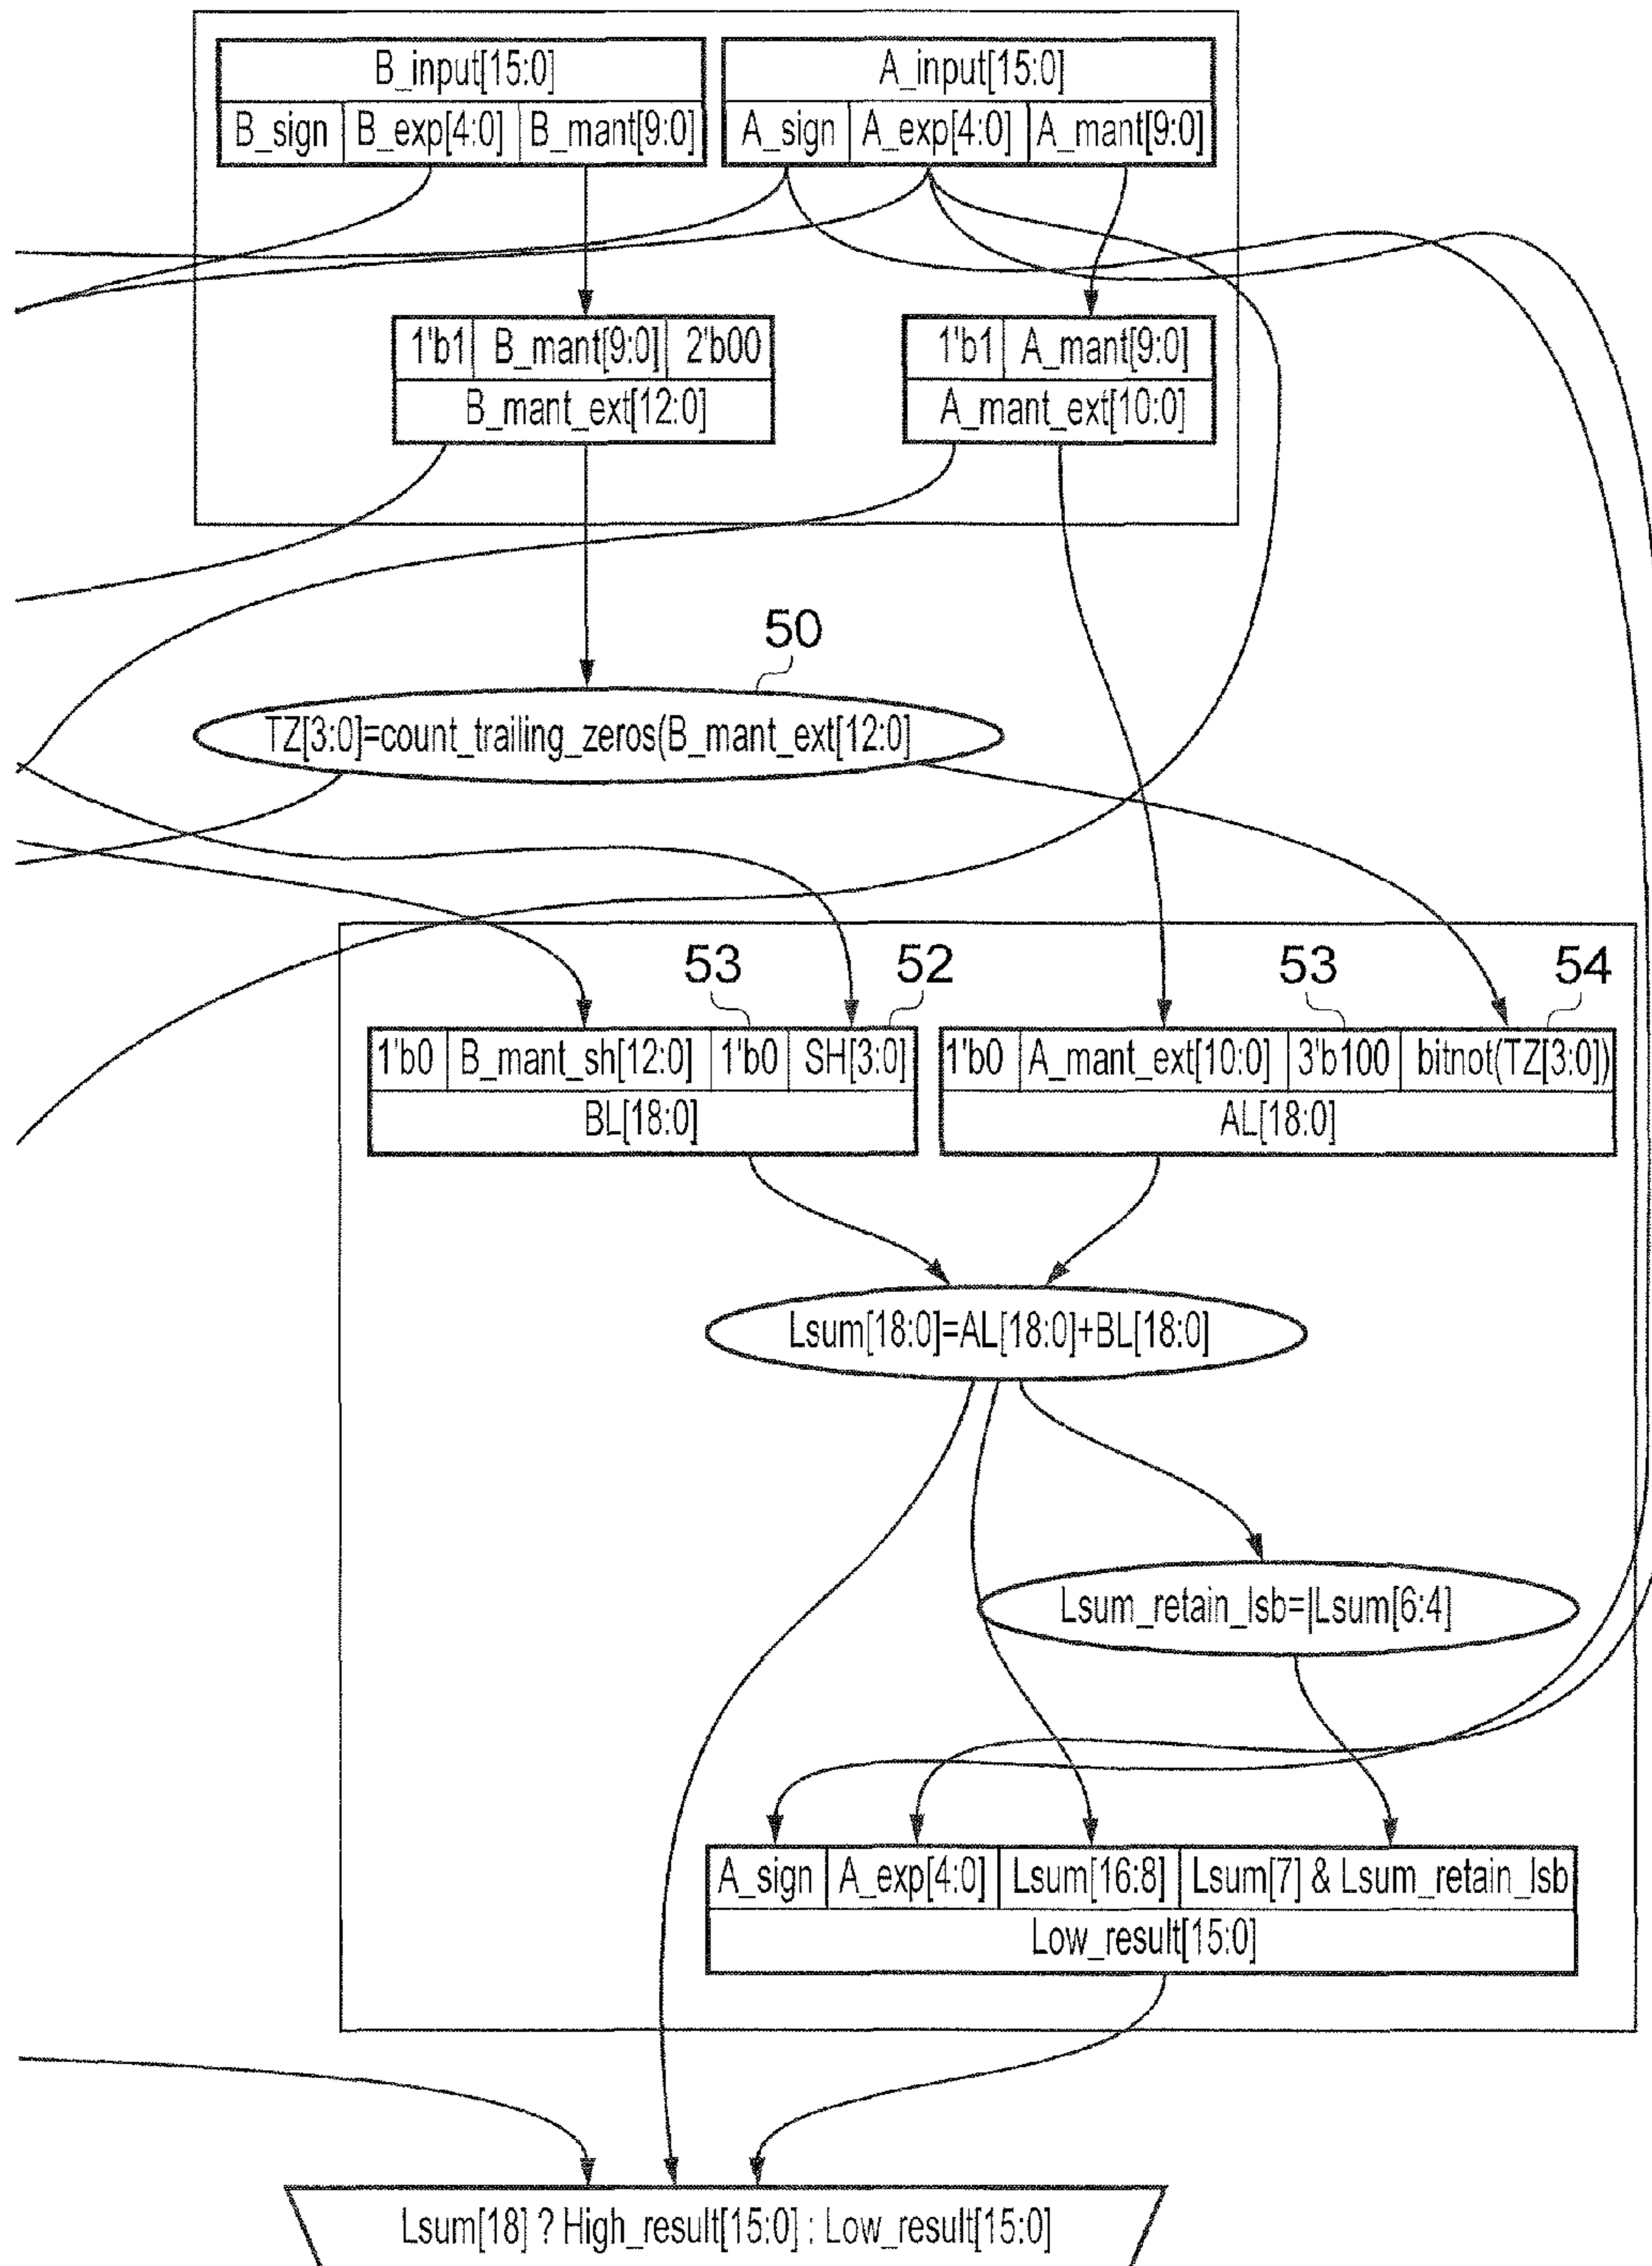 B_input[15:0]
A_input[15:0]
B_sign B_exp[4:0] B_mant[9:0]
A_sign A_exp[4:0] A_mant[9:0]
1'b1 B_mant[9:0] 2'b00
B_mant_ext[12:0]
1'b1 A_mant[9:0]
A_mant_ext[10:0]
50
TZ[3:0]=count_trailing_zeros(B_mant_ext[12:0]
53
52
53
54
1'b0 B_mant_sh[12:0] 1'b0 SH[3:0]
BL[18:0]
1'b0 A_mant_ext[10:0] 3'b100 bitnot(TZ[3:0])
AL[18:0]
Lsum[18:0]=AL[18:0]+BL[18:0]
Lsum_retain_lsb=|Lsum[6:4]
A_sign A_exp[4:0] Lsum[16:8] Lsum[7] & Lsum_retain_lsb
Low_result[15:0]
Lsum[18] ? High_result[15:0] : Low_result[15:0]